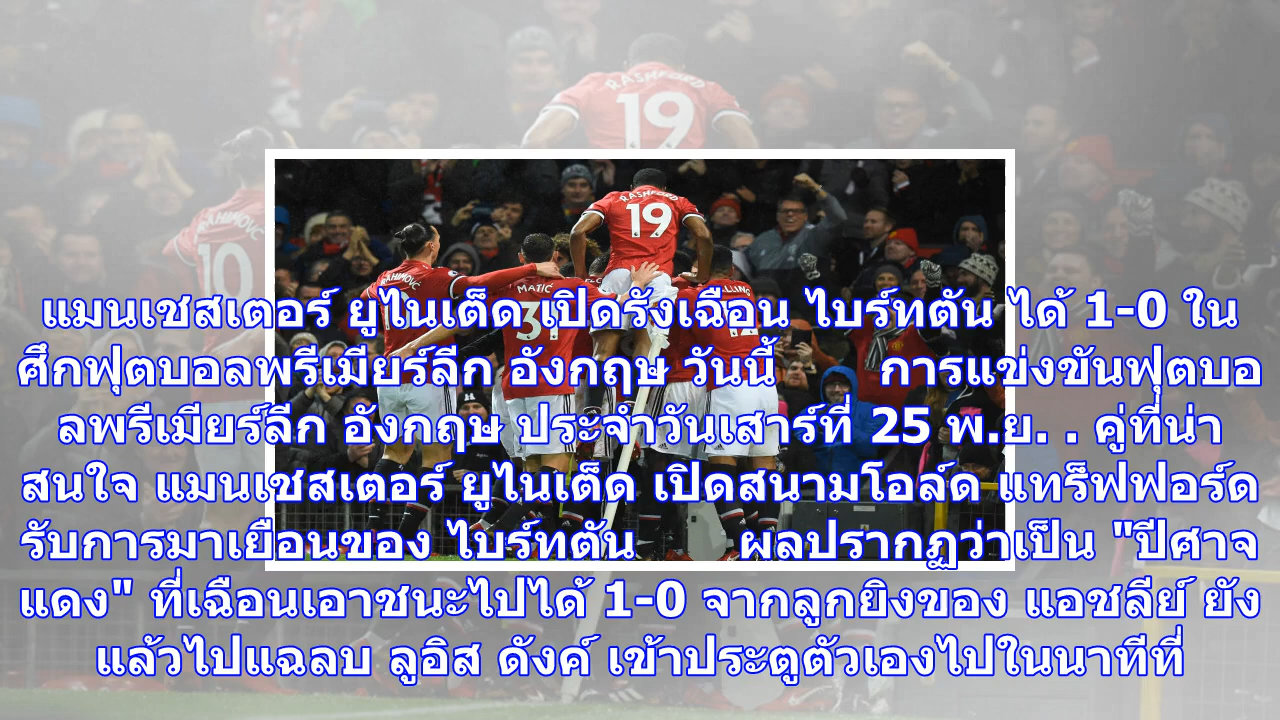 RASHFORD
19
10
RASHFORD
19
MATIC
แมนเชสเตอร์ ยูไนเต็ด เปิดรังเฉือน ไบร์ทตัน ได้ 1-0 ใน
ศึกฟุตบอลพรีเมียร์ลีก อังกฤษ วันนี้ การแข่งขันฟุตบอ
ลพรีเมียร์ลีก อังกฤษ ประจำวันเสาร์ที่ 25 พ.ย. . คู่ที่น่า
สนใจ แมนเชสเตอร์ ยูไนเต็ด เปิดสนามโอล์ด แทร็ฟฟอร์ด
รับการมาเยือนของ ไบร์ทตัน ผลปรากฏว่าเป็น "ปีศาจ
แดง" ที่เฉือนเอาชนะไปได้ 1-0 จากลูกยิงของ แอชลีย์ ยัง
แล้วไปแฉลบ ลูอิส ดังค์ เข้าประตูตัวเองไปในนาทีที่